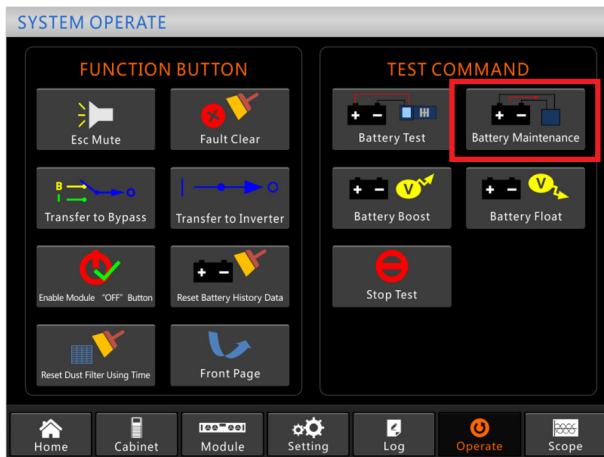 SYSTEM OPERATE
FUNCTION BUTTON
Esc Mute
Fault Clear
B
I
O
Transfer to Bypass
I
O
Transfer to Inverter
Enable Module "OFF" Button
Reset Battery History Data
Reset Dust Filter Using Time
Front Page
TEST COMMAND
Battery Test
Battery Maintenance
V
Battery Boost
V
Battery Float
Stop Test
Home
Cabinet
Module
Setting
Log
Operate
Scope